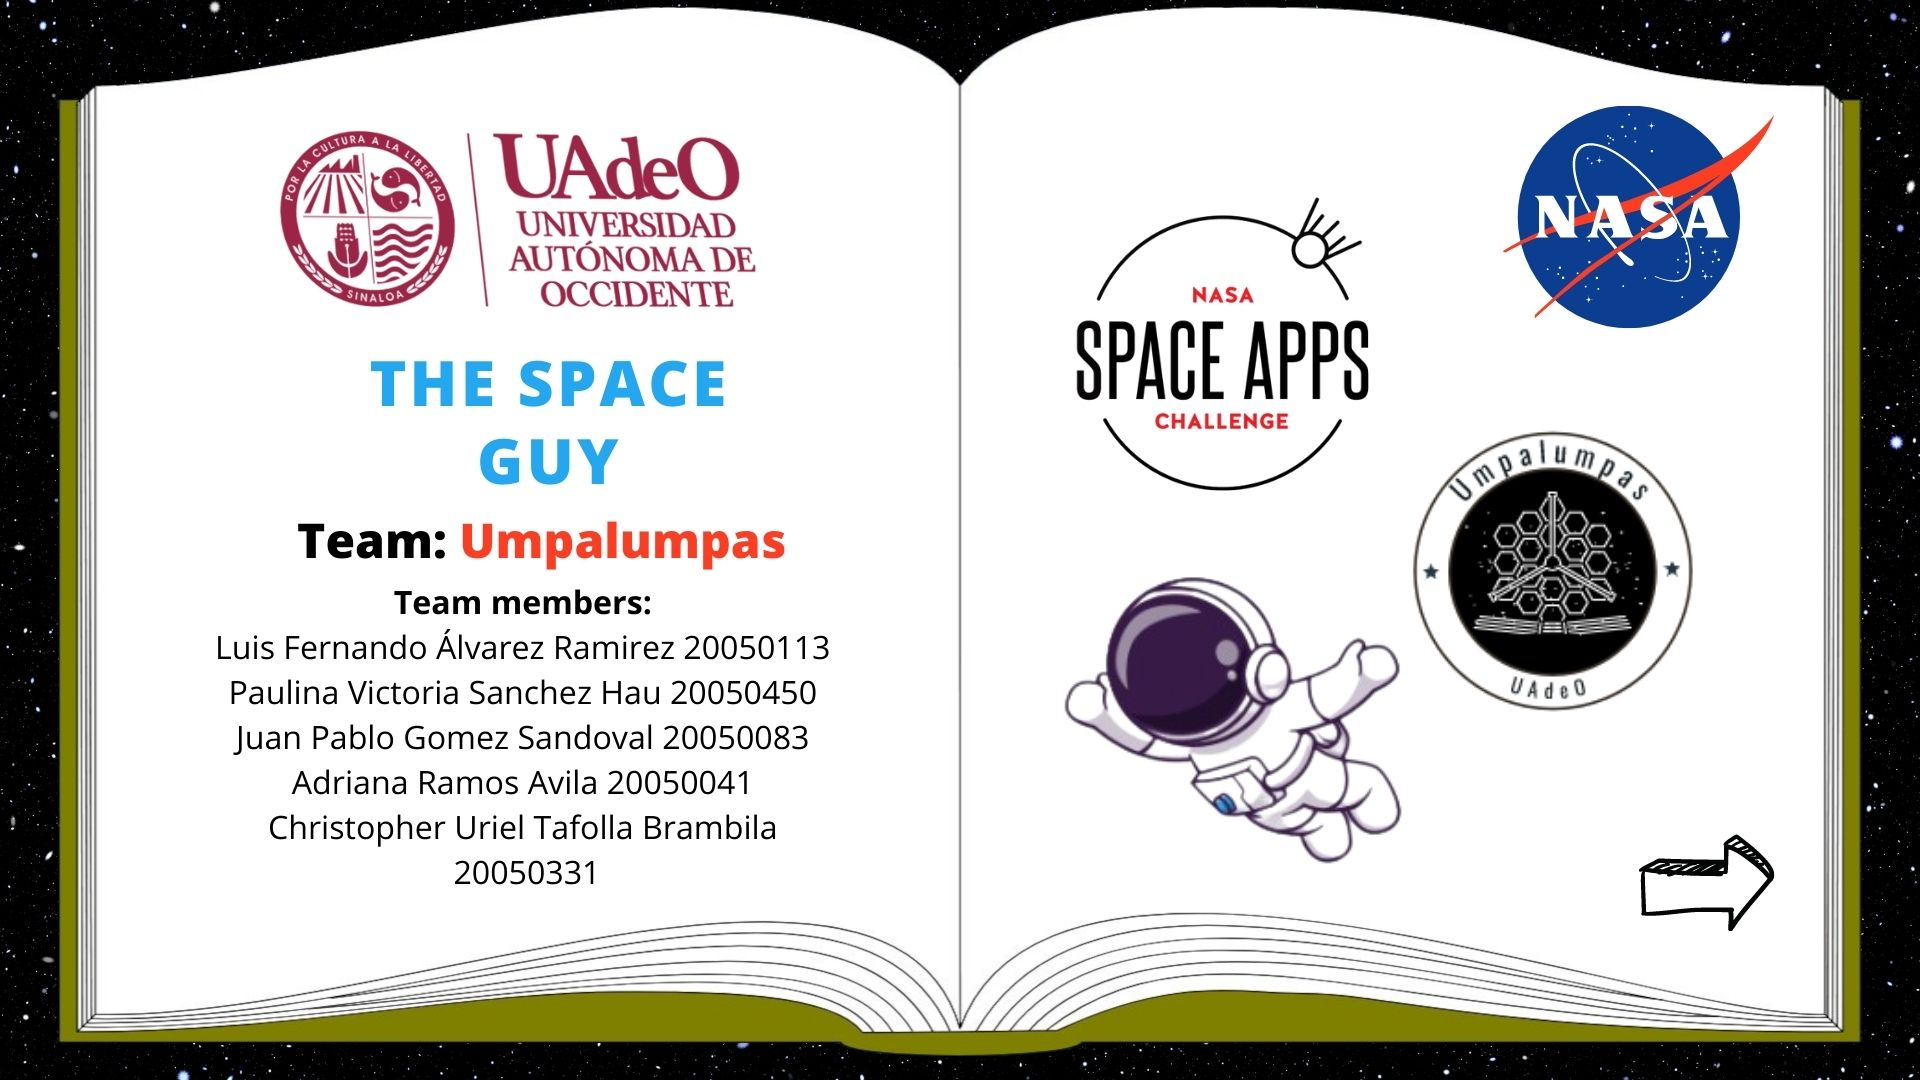 POR LA CULTURA A LA LIBERTAD
SINALOA
UAdeO
UNIVERSIDAD
AUTÓNOMA DE
OCCIDENTE
THE SPACE
GUY
Team: Umpalumpas
Team members:
Luis Fernando Álvarez Ramirez 20050113
Paulina Victoria Sanchez Hau 20050450
Juan Pablo Gomez Sandoval 20050083
Adriana Ramos Avila 20050041
Christopher Uriel Tafolla Brambila
20050331
NASA
SPACE APPS
CHALLENGE
NASA
Umpalumpas
UAdeO